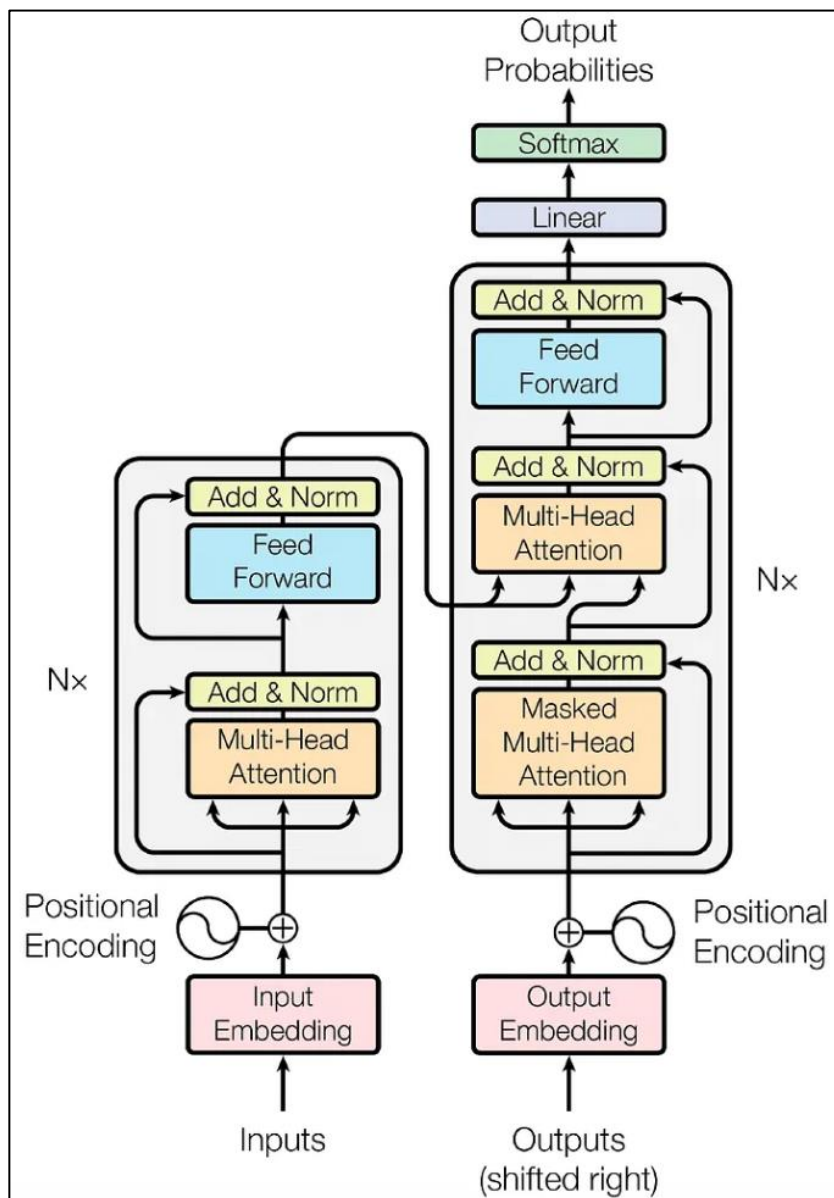 Output
Probabilities
Softmax
Linear
Add & Norm
Feed
Forward
Add & Norm
Multi-Head
Attention
Add & Norm
Masked
Multi-Head
Attention
Nx
Add & Norm
Feed
Forward
Add & Norm
Multi-Head
Attention
Nx
Positional
Encoding
Positional
Encoding
Input
Embedding
Output
Embedding
Inputs
Outputs
(shifted right)